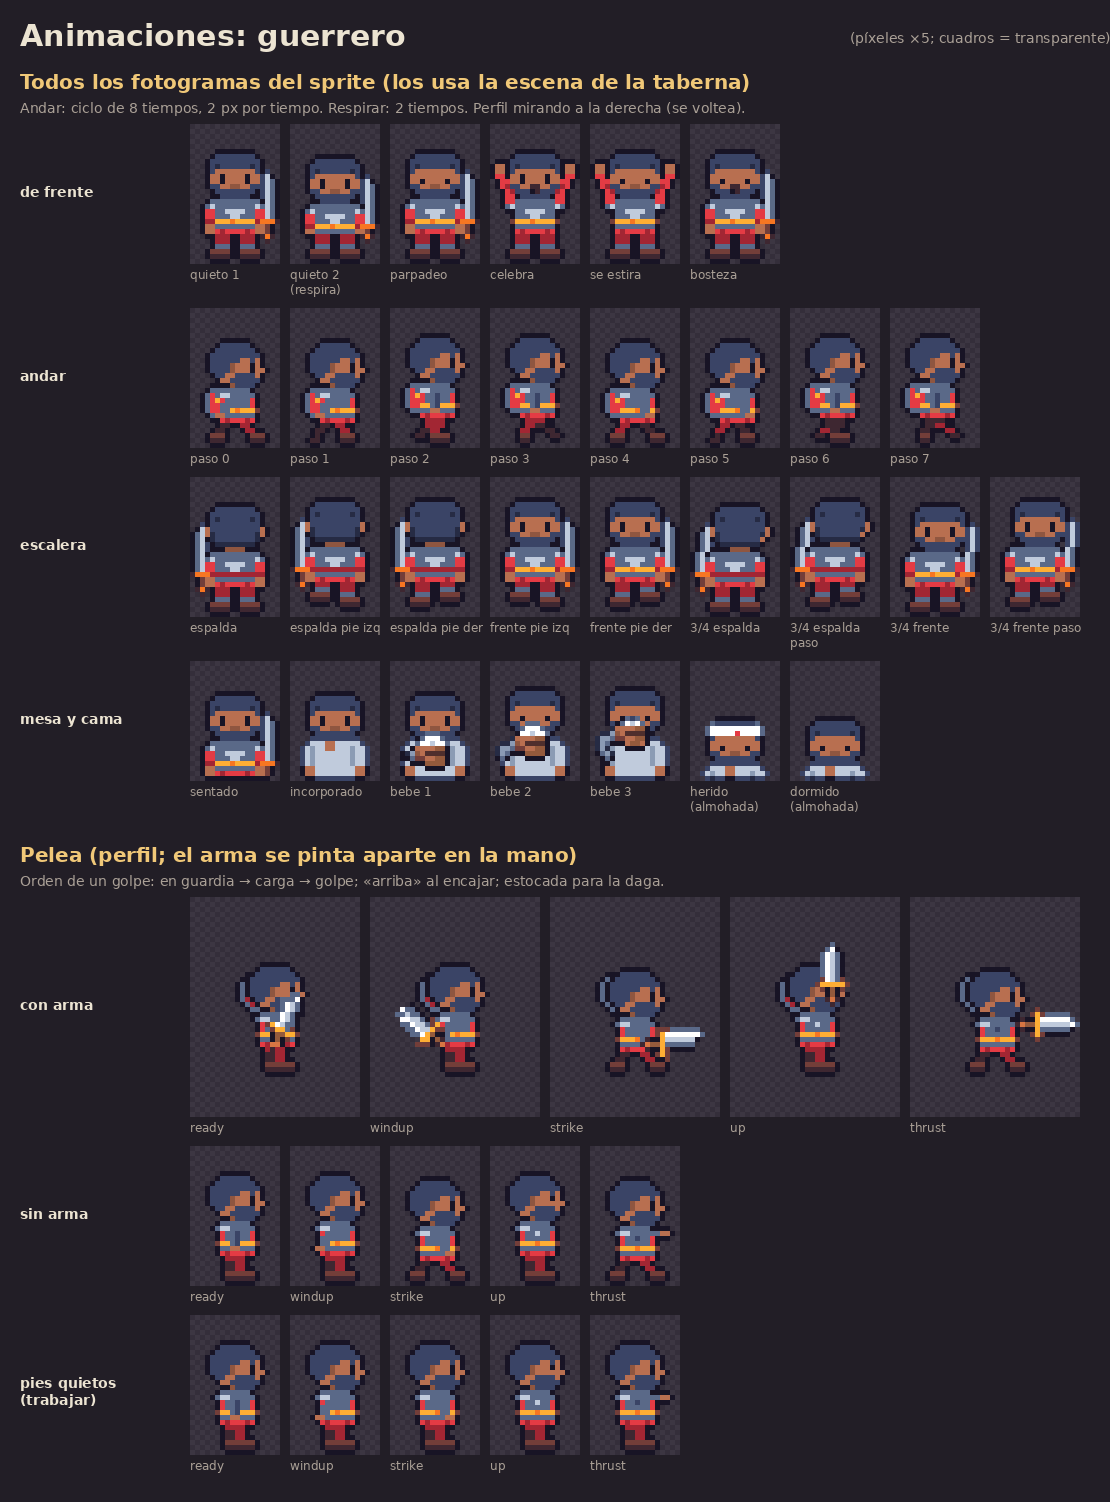 Animaciones: guerrero
(píxeles ×5; cuadros = transparente)
Todos los fotogramas del sprite (los usa la escena de la taberna)
Andar: ciclo de 8 tiempos, 2 px por tiempo. Respirar: 2 tiempos. Perfil mirando a la derecha (se voltea).
de frente
quieto 1
quieto 2
(respira)
parpadeo
celebra
se estira
bosteza
andar
paso 0
paso 1
paso 2
paso 3
paso 4
paso 5
paso 6
paso 7
escalera
espalda
espalda pie izq
espalda pie der
frente pie izq
frente pie der
3/4 espalda
3/4 espalda
paso
3/4 frente
3/4 frente paso
mesa y cama
sentado
incorporado
bebe 1
bebe 2
bebe 3
herido
(almohada)
dormido
(almohada)
Pelea (perfil; el arma se pinta aparte en la mano)
Orden de un golpe: en guardia → carga → golpe; «arriba» al encajar; estocada para la daga.
con arma
ready
windup
strike
up
thrust
sin arma
ready
windup
strike
up
thrust
pies quietos
(trabajar)
ready
windup
strike
up
thrust